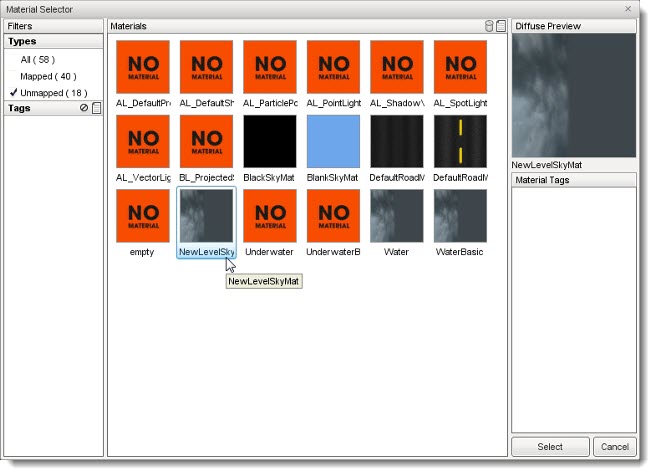 Material Selector
Filters
Types
All ( 58 )
Mapped ( 40 )
Unmapped ( 18 )
Tags
Materials
NO MATERIAL
NO MATERIAL
NO MATERIAL
NO MATERIAL
NO MATERIAL
NO MATERIAL
AL_DefaultPr
AL_DefaultSh
AL_ParticlePo
AL_PointLight
AL_Shadow
AL_SpotLight
NO MATERIAL
NO MATERIAL
AL_VectorLig
BL_Projected
BlackSkyMat
BlankSkyMat
DefaultRoadM
DefaultRoadM
NO MATERIAL
NO MATERIAL
NO MATERIAL
empty
NewLevelSky
Underwater
UnderwaterB
Water
WaterBasic
NewLevelSkyMat
Diffuse Preview
NewLevelSkyMat
Material Tags
Select
Cancel